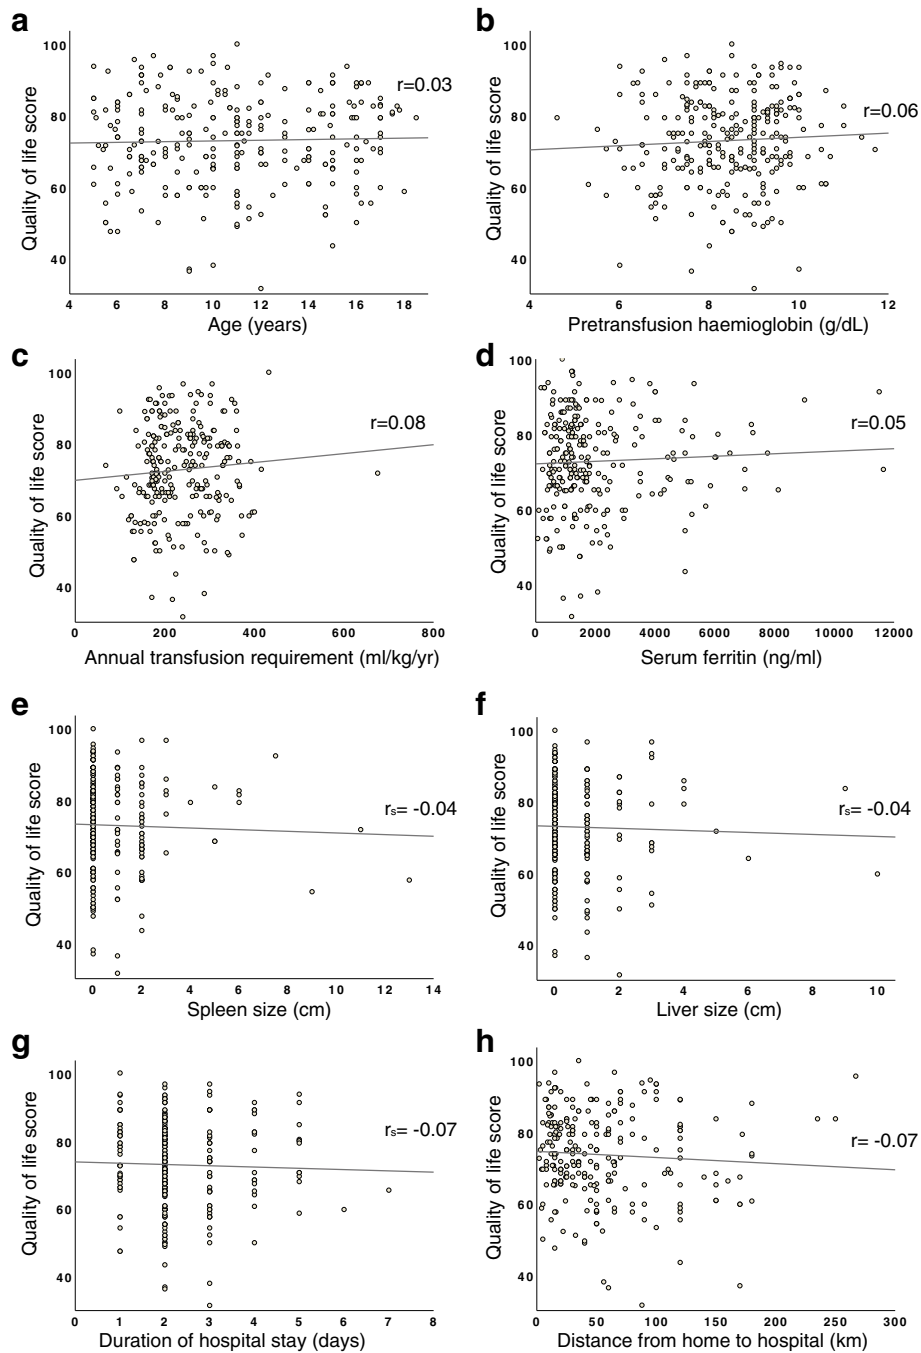 a
100
80
60
40
Quality of life score
r=0.03
4 6 8 10 12 14 16 18
Age (years)
b
100
80
60
40
Quality of life score
r=0.06
4 6 8 10 12
Pretransfusion haemioglobin (g/dL)
c
100
80
60
40
Quality of life score
r=0.08
0 200 400 600 800
Annual transfusion requirement (ml/kg/yr)
d
100
80
60
40
Quality of life score
r=0.05
0 2000 4000 6000 8000 10000 12000
Serum ferritin (ng/ml)
e
100
80
60
40
Quality of life score
rs= -0.04
0 2 4 6 8 10 12 14
Spleen size (cm)
f
100
80
60
40
Quality of life score
rs= -0.04
0 2 4 6 8 10
Liver size (cm)
g
100
80
60
40
Quality of life score
rs= -0.07
0 1 2 3 4 5 6 7 8
Duration of hospital stay (days)
h
100
80
60
40
Quality of life score
r= -0.07
0 50 100 150 200 250 300
Distance from home to hospital (km)